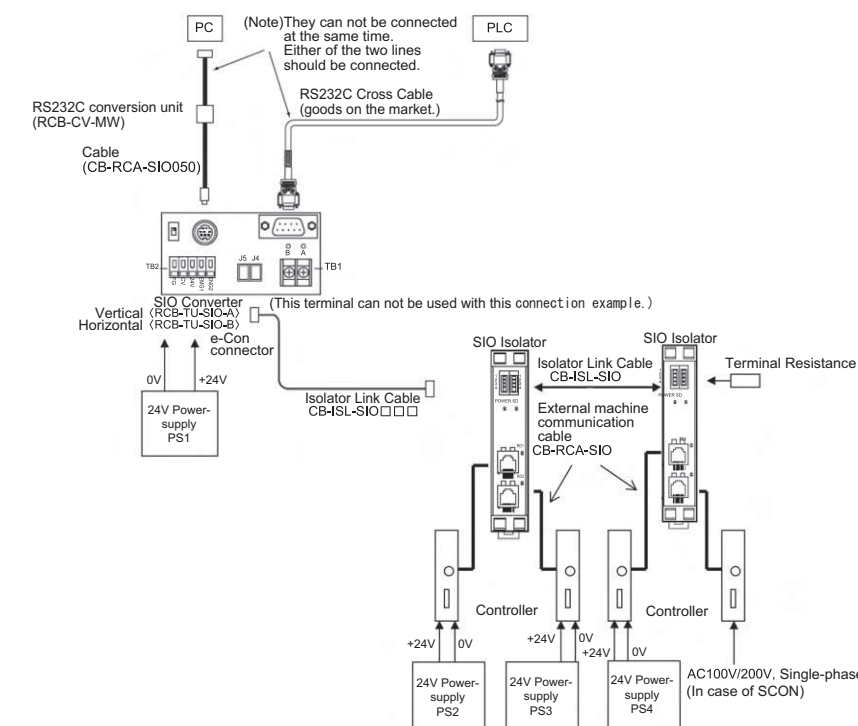 PC
(Note)They can not be connected
at the same time.
Either of the two lines
should be connected.
PLC
RS232C Cross Cable
(goods on the market.)
RS232C conversion unit
(RCB-CV-MW)
Cable
(CB-RCA-SIO050)
B A
J5 J4
TB2
TB1
FG
0V
24V
EMG1
EMG2
SIO Converter
Vertical (RCB-TU-SIO-A)
Horizontal (RCB-TU-SIO-B)
(This terminal can not be used with this connection example.)
e-Con
connector
0V
+24V
24V Power-
supply
PS1
Isolator Link Cable
CB-ISL-SIO□□□
SIO Isolator
SIO Isolator
Isolator Link Cable
CB-ISL-SIO
Terminal Resistance
POWER SD
POWER SD
External machine
communication
cable
CB-RCA-SIO
Controller
Controller
+24V
0V
+24V
0V
+24V
0V
24V Power-
supply
PS2
24V Power-
supply
PS3
24V Power-
supply
PS4
AC100V/200V, Single-phase
(In case of SCON)